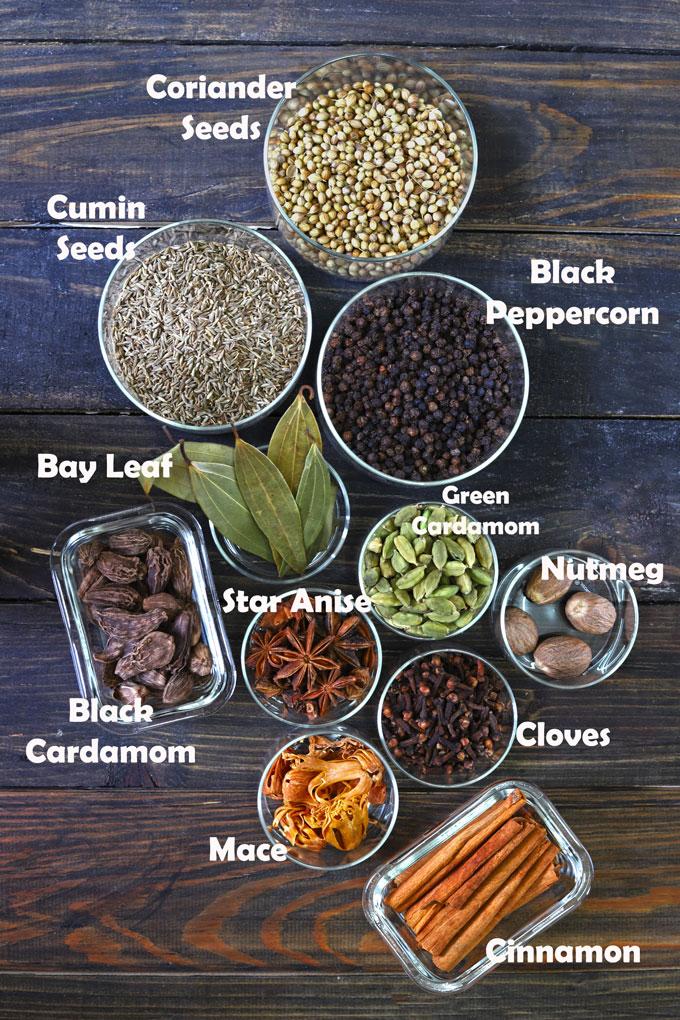 Coriander
Seeds
Cumin
Seeds
Black
Peppercorn
Bay Leaf
Green
Cardamom
Nutmeg
Star Anise
Black
Cardamom
Cloves
Mace
Cinnamon